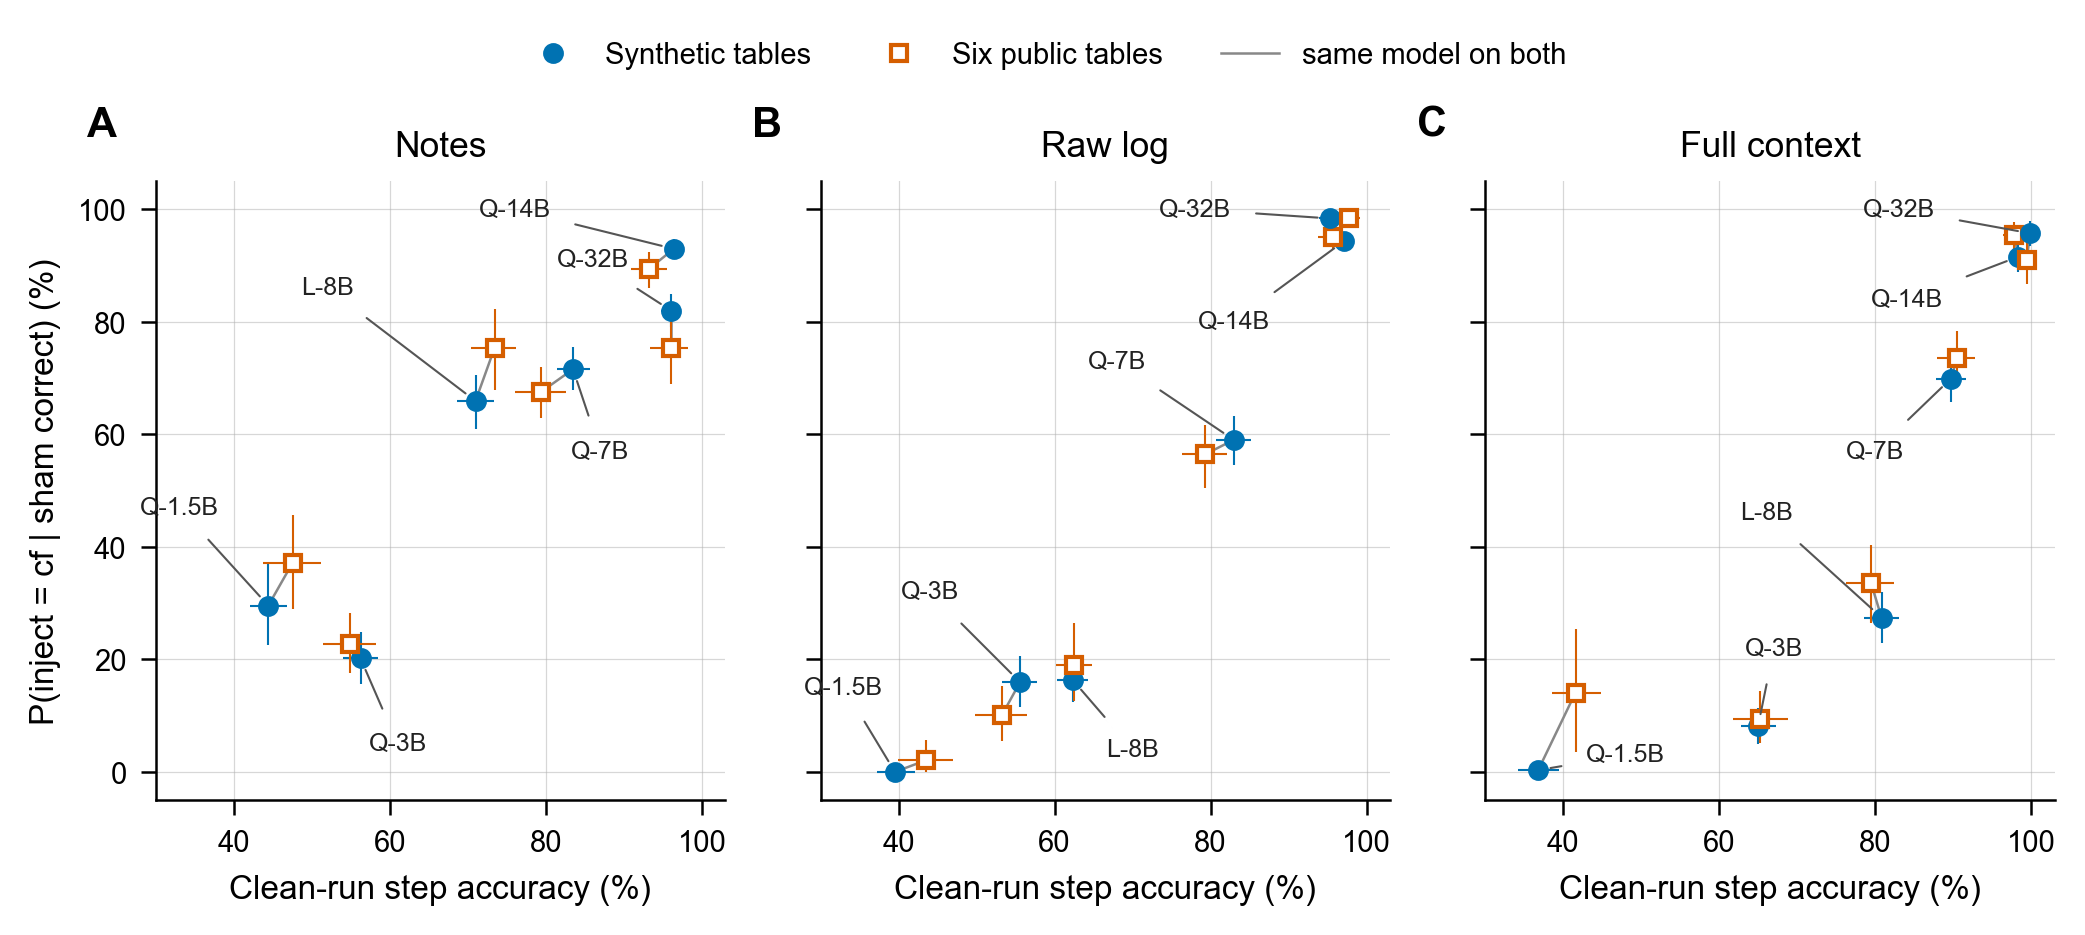 Synthetic tables
Six public tables
same model on both
A
Notes
B
Raw log
C
Full context
P(inject = cf | sham correct) (%)
100
80
60
40
20
0
Q-14B
Q-32B
L-8B
Q-7B
Q-1.5B
Q-3B
40
60
80
100
Clean-run step accuracy (%)
Q-32B
Q-14B
Q-7B
Q-3B
Q-1.5B
L-8B
40
60
80
100
Clean-run step accuracy (%)
Q-32B
Q-14B
Q-7B
L-8B
Q-3B
Q-1.5B
40
60
80
100
Clean-run step accuracy (%)